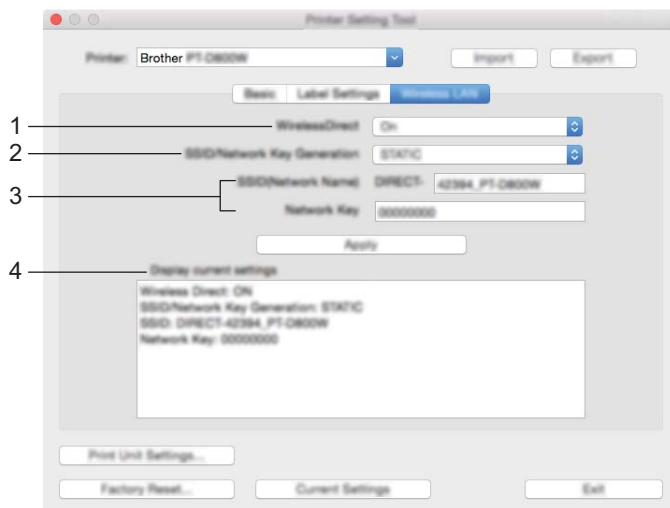 Printer Setting Tool
Printer: Brother PT-D800W Import Export
Basic Label Settings Wireless LAN
1 WirelessDirect On
2 SSID/Network Key Generation STATIC
3 SSID(Network Name) DIRECT- 42394_PT-D800W
Network Key 00000000
Apply
4 Display current settings
Wireless Direct: ON
SSID/Network Key Generation: STATIC
SSID: DIRECT-42394_PT-D800W
Network Key: 00000000
Print Unit Settings...
Factory Reset... Current Settings Exit